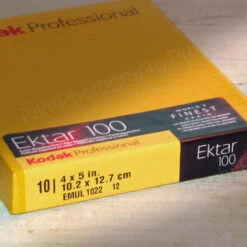 Kodak Professional
Ektar 100
Kodak Professional
WORLD'S
FINEST
GRAIN
Ektar
100
10 | 4 x 5 in.
10.2 x 12.7 cm
EMUL 1022 12